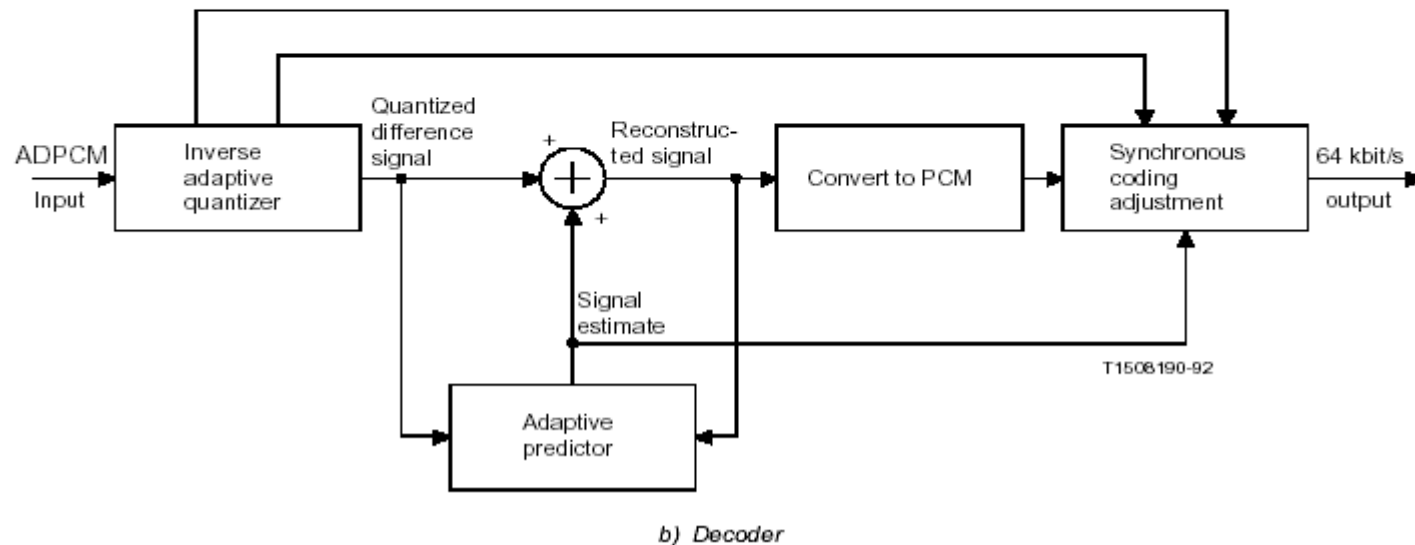 ADPCM
Input
Inverse
adaptive
quantizer
Quantized
difference
signal
+
+
Reconstruc-
ted signal
Convert to PCM
Synchronous
coding
adjustment
64 kbit/s
output
Signal
estimate
T1508190-92
Adaptive
predictor
b) Decoder